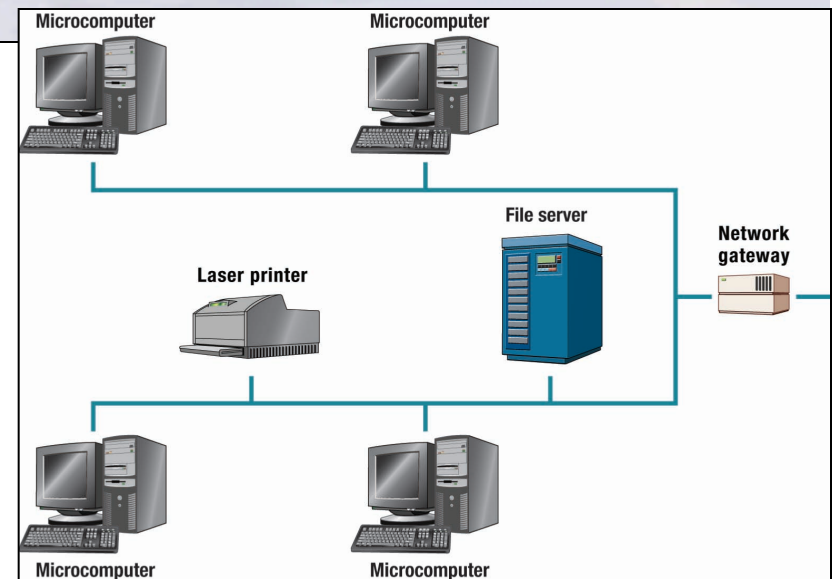 Microcomputer
Microcomputer
File server
Network
gateway
Laser printer
Microcomputer
Microcomputer